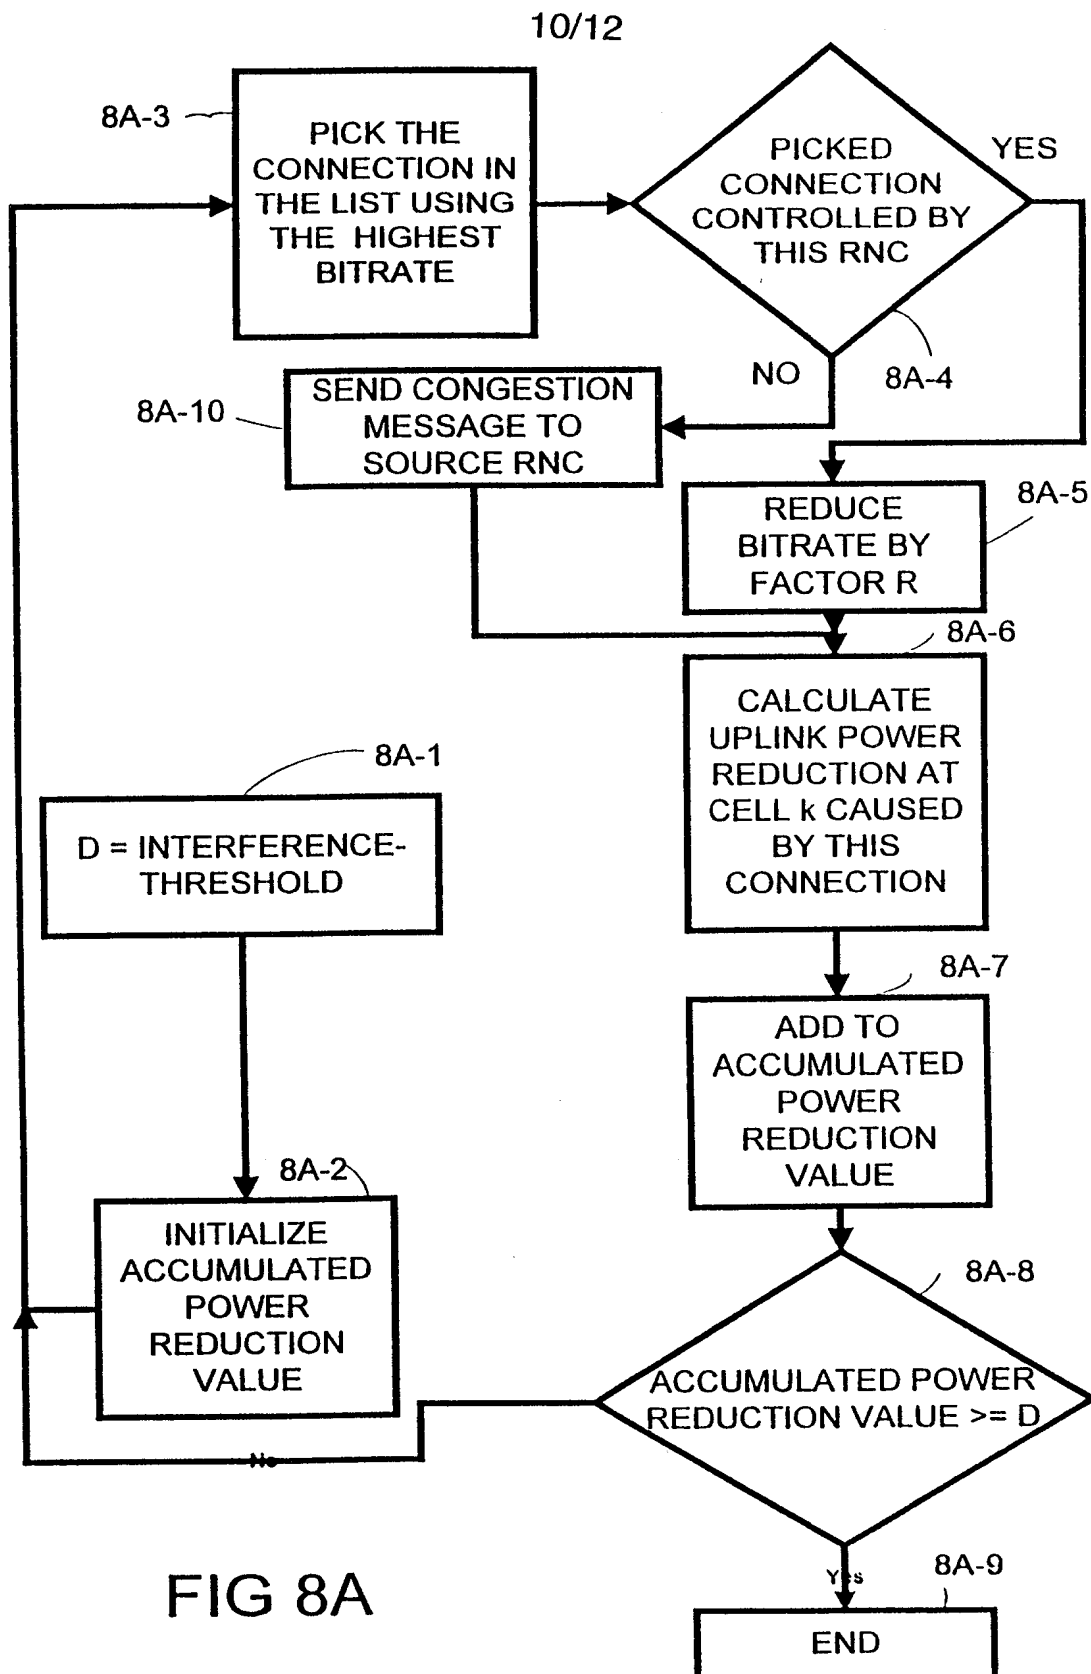 10/12
8A-3
PICK THE
CONNECTION IN
THE LIST USING
THE HIGHEST
BITRATE
PICKED
CONNECTION
CONTROLLED BY
THIS RNC
YES
NO
8A-4
8A-10
SEND CONGESTION
MESSAGE TO
SOURCE RNC
8A-5
REDUCE
BITRATE BY
FACTOR R
8A-6
CALCULATE
UPLINK POWER
REDUCTION AT
CELL k CAUSED
BY THIS
CONNECTION
8A-1
D = INTERFERENCE-
THRESHOLD
8A-7
ADD TO
ACCUMULATED
POWER
REDUCTION
VALUE
8A-2
INITIALIZE
ACCUMULATED
POWER
REDUCTION
VALUE
8A-8
ACCUMULATED POWER
REDUCTION VALUE >= D
No
Yes
8A-9
END
FIG 8A